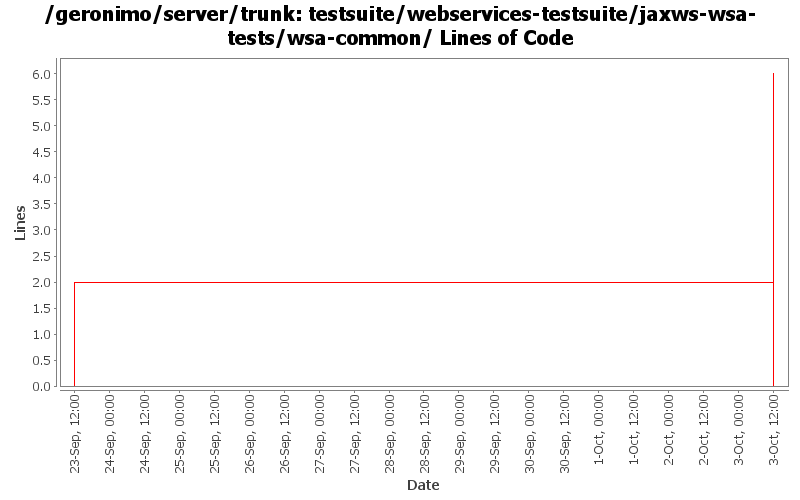 /geronimo/server/trunk: testsuite/webservices-testsuite/jaxws-wsa-
tests/wsa-common/ Lines of Code
6.0
5.5
5.0
4.5
4.0
3.5
3.0
2.5
2.0
1.5
1.0
0.5
0.0
Lines
23-Sep, 12:00
24-Sep, 00:00
24-Sep, 12:00
25-Sep, 00:00
25-Sep, 12:00
26-Sep, 00:00
26-Sep, 12:00
27-Sep, 00:00
27-Sep, 12:00
28-Sep, 00:00
28-Sep, 12:00
29-Sep, 00:00
29-Sep, 12:00
30-Sep, 00:00
30-Sep, 12:00
1-Oct, 00:00
1-Oct, 12:00
2-Oct, 00:00
2-Oct, 12:00
3-Oct, 00:00
3-Oct, 12:00
Date